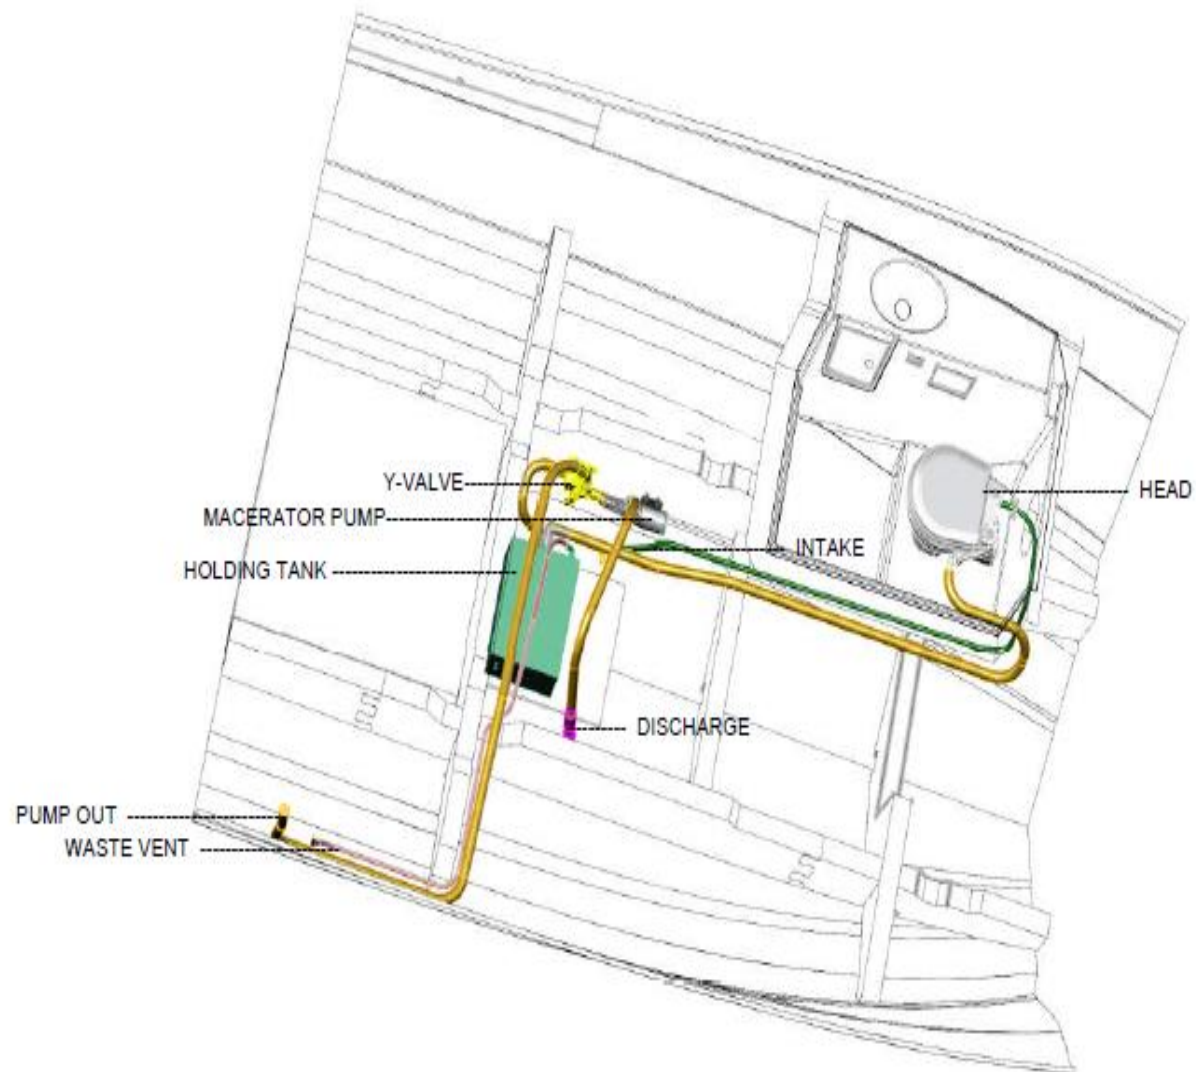 Y-VALVE
HEAD
MACERATOR PUMP
INTAKE
HOLDING TANK
DISCHARGE
PUMP OUT
WASTE VENT